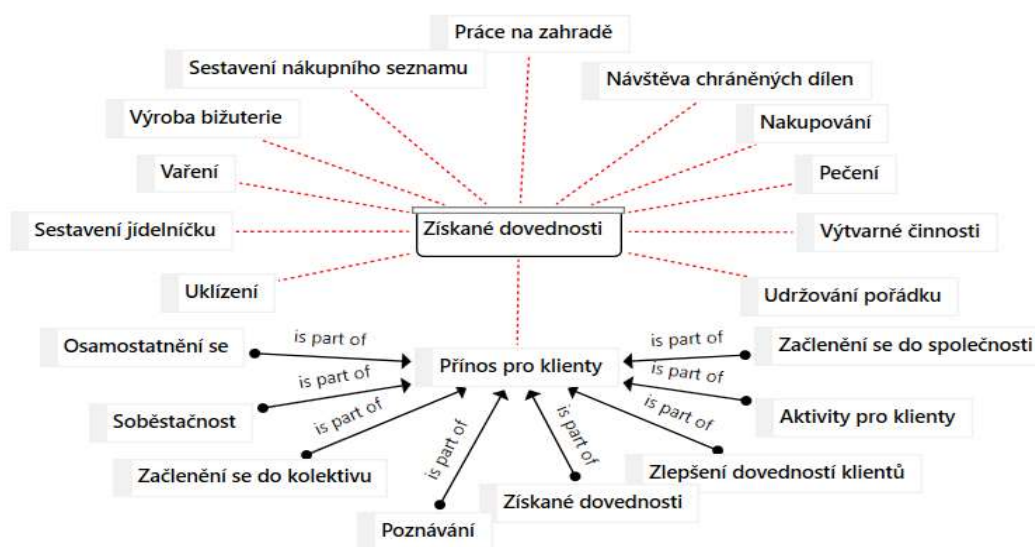 Práce na zahradě
Sestavení nákupního seznamu
Návštěva chráněných dílen
Výroba bižuterie
Nakupování
Vaření
Pečení
Sestavení jídelníčku
Získané dovednosti
Výtvarné činnosti
Uklízení
Udržování pořádku
Osamostatnění se
is part of
Přínos pro klienty
is part of
Začlenění se do společnosti
Soběstačnost
is part of
is part of
Aktivity pro klienty
Začlenění se do kolektivu
is part of
is part of
Zlepšení dovedností klientů
is part of
is part of
Poznávání
Získané dovednosti